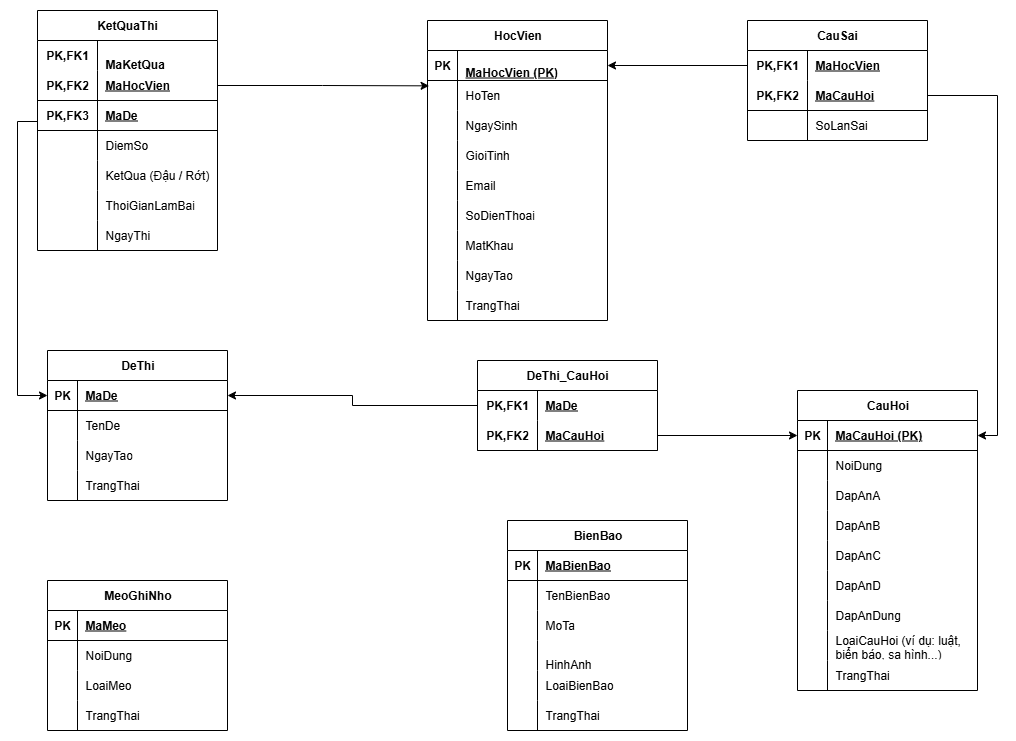 KetQuaThi
PK,FK1 MaKetQua
PK,FK2 MaHocVien
PK,FK3 MaDe
DiemSo
KetQua (Đậu / Rớt)
ThoiGianLamBai
NgayThi
HocVien
PK MaHocVien (PK)
HoTen
NgaySinh
GioiTinh
Email
SoDienThoai
MatKhau
NgayTao
TrangThai
CauSai
PK,FK1 MaHocVien
PK,FK2 MaCauHoi
SoLanSai
DeThi
PK MaDe
TenDe
NgayTao
TrangThai
DeThi_CauHoi
PK,FK1 MaDe
PK,FK2 MaCauHoi
CauHoi
PK MaCauHoi (PK)
NoiDung
DapAnA
DapAnB
DapAnC
DapAnD
DapAnDung
LoaiCauHoi (ví dụ: luật,
biển báo, sa hình...)
TrangThai
MeoGhiNho
PK MaMeo
NoiDung
LoaiMeo
TrangThai
BienBao
PK MaBienBao
TenBienBao
MoTa
HinhAnh
LoaiBienBao
TrangThai